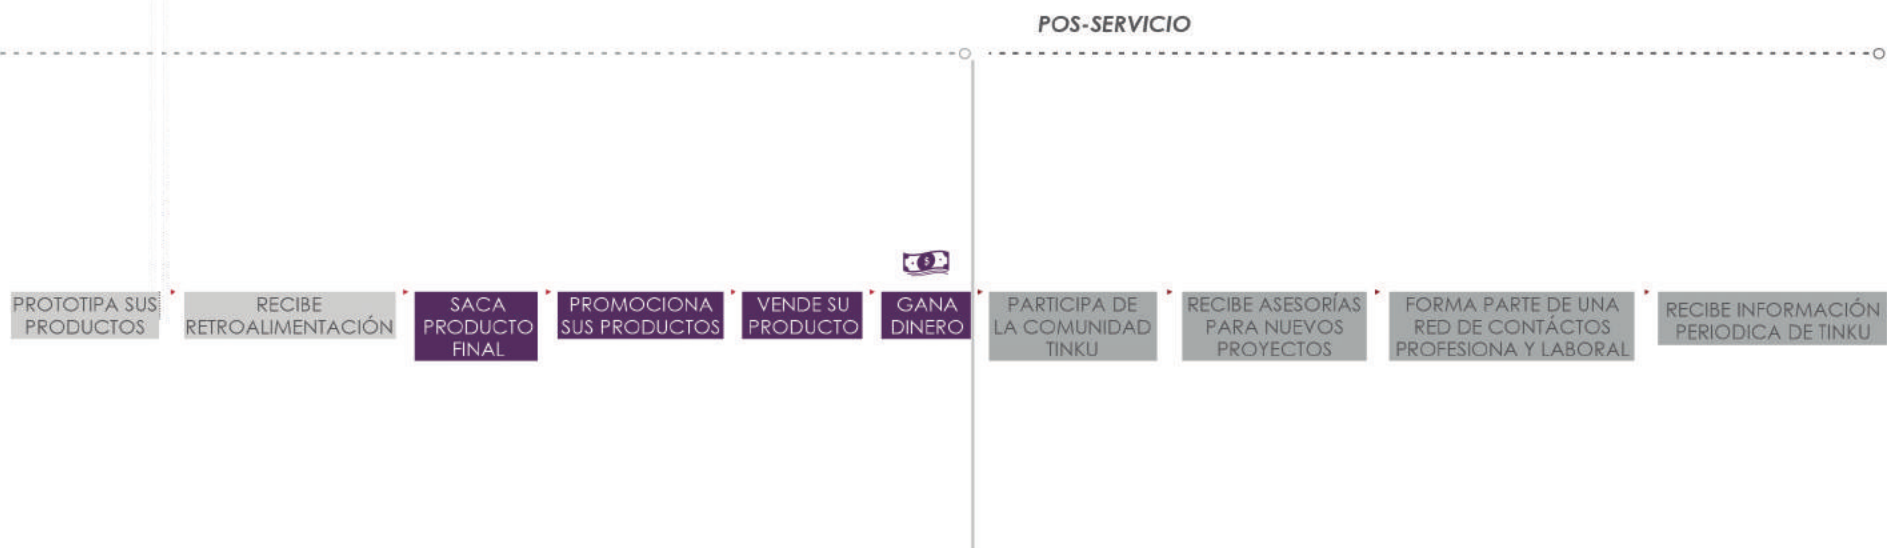 POS-SERVICIO
PROTOTIPA SUS
PRODUCTOS
RECIBE
RETROALIMENTACIÓN
SACA
PRODUCTO
FINAL
PROMOCIONA
SUS PRODUCTOS
VENDE SU
PRODUCTO
$
GANA
DINERO
PARTICIPA DE
LA COMUNIDAD
TINKU
RECIBE ASESORÍAS
PARA NUEVOS
PROYECTOS
FORMA PARTE DE UNA
RED DE CONTÁCTOS
PROFESIONA Y LABORAL
RECIBE INFORMACIÓN
PERIODICA DE TINKU